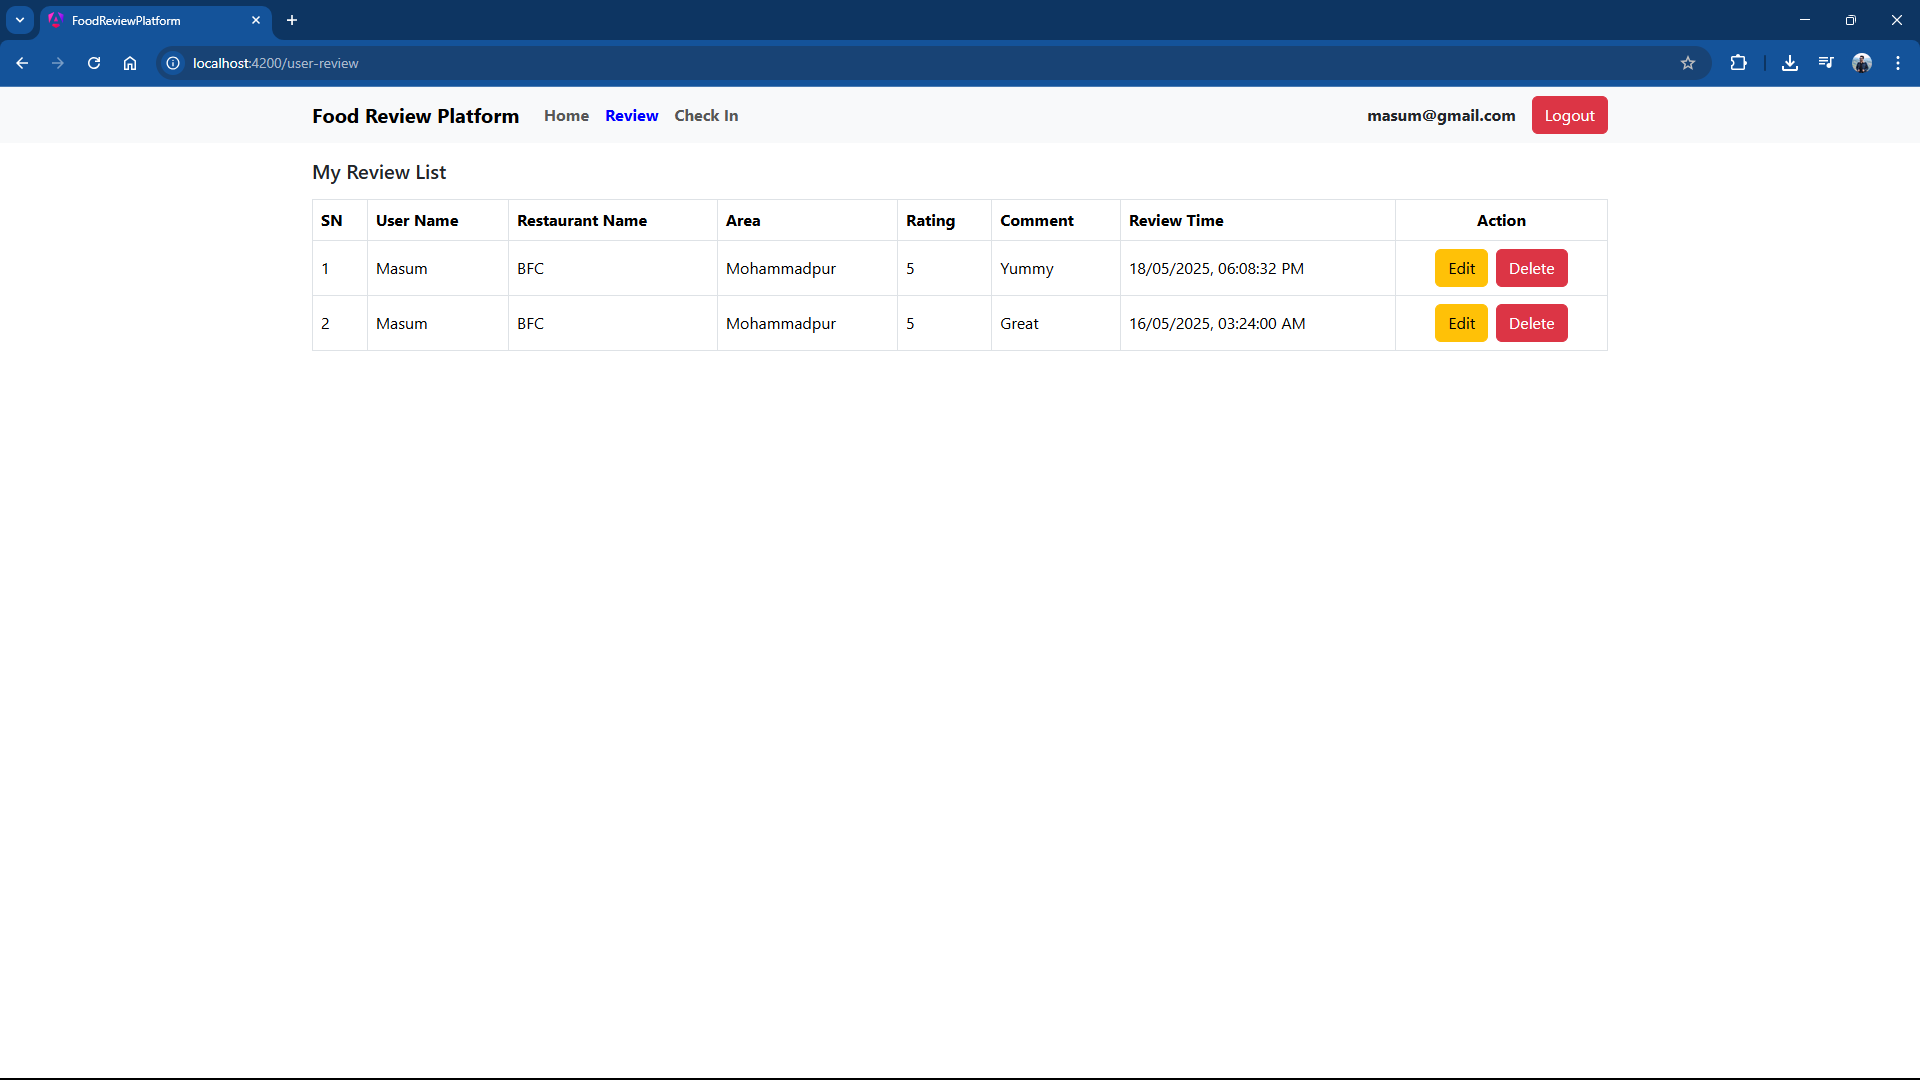 FoodReviewPlatform
localhost:4200/user-review
Food Review Platform Home Review Check In masum@gmail.com Logout
My Review List
SN User Name Restaurant Name Area Rating Comment Review Time Action
1 Masum BFC Mohammadpur 5 Yummy 18/05/2025, 06:08:32 PM Edit Delete
2 Masum BFC Mohammadpur 5 Great 16/05/2025, 03:24:00 AM Edit Delete